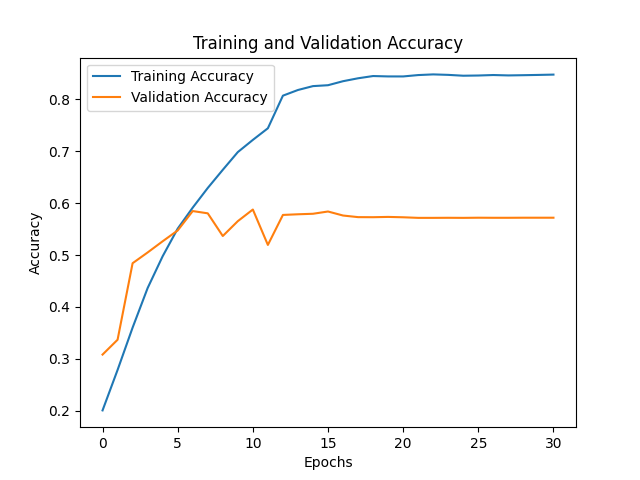 Training and Validation Accuracy
Training Accuracy
Validation Accuracy
Accuracy
0.8
0.7
0.6
0.5
0.4
0.3
0.2
0 5 10 15 20 25 30
Epochs